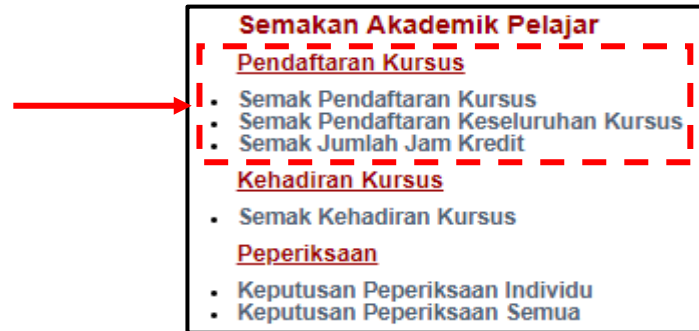 Semakan Akademik Pelajar
Pendaftaran Kursus
• Semak Pendaftaran Kursus
• Semak Pendaftaran Keseluruhan Kursus
• Semak Jumlah Jam Kredit
Kehadiran Kursus
• Semak Kehadiran Kursus
Peperiksaan
• Keputusan Peperiksaan Individu
• Keputusan Peperiksaan Semua